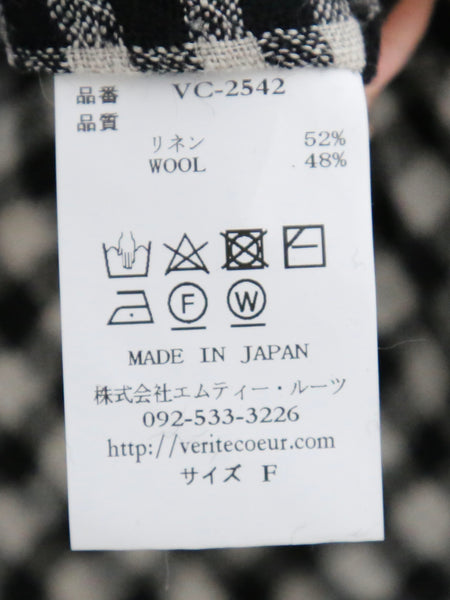 品番 VC-2542
品質
リネン 52%
WOOL 48%
F W
MADE IN JAPAN
株式会社エムティー・ルーツ
092-533-3226
http://veritecoeur.com
サイズ F